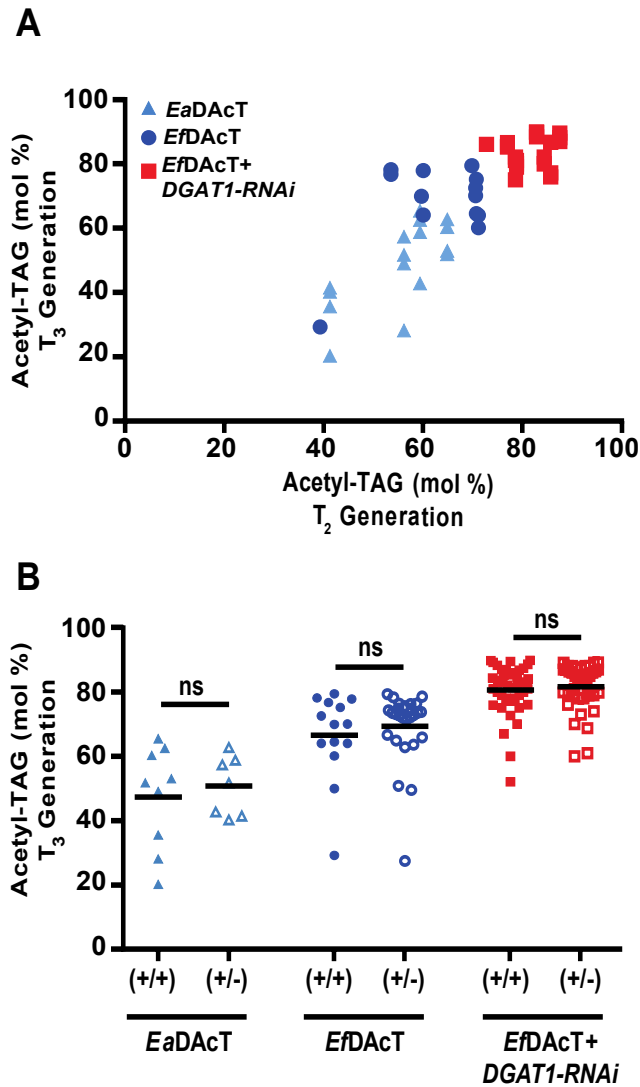 A
Acetyl-TAG (mol %)
T3 Generation
100
80
60
40
20
0
EaDAcT
EfDAcT
EfDAcT+
DGAT1-RNAi
0 20 40 60 80 100
Acetyl-TAG (mol %)
T2 Generation
B
Acetyl-TAG (mol %)
T3 Generation
100
80
60
40
20
0
ns ns ns
(+/+) (+/-) (+/+) (+/-) (+/+) (+/-)
EaDAcT EfDAcT EfDAcT+
DGAT1-RNAi